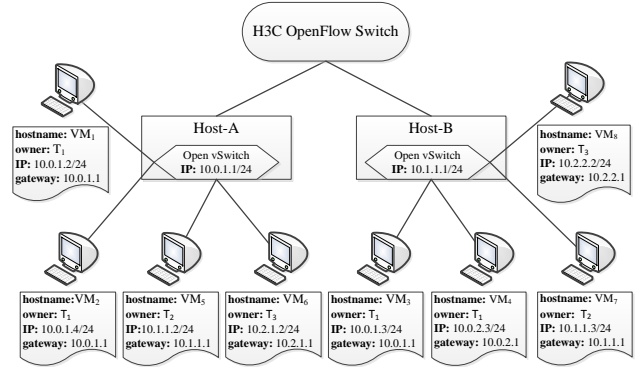 H3C OpenFlow Switch
Host-A
Open vSwitch
IP: 10.0.1.1/24
Host-B
Open vSwitch
IP: 10.1.1.1/24
hostname: VM1
owner: T1
IP: 10.0.1.2/24
gateway: 10.0.1.1
hostname: VM8
owner: T3
IP: 10.2.2.2/24
gateway: 10.2.2.1
hostname:VM2
owner: T1
IP: 10.0.1.4/24
gateway: 10.0.1.1
hostname: VM5
owner: T2
IP:10.1.1.2/24
gateway: 10.1.1.1
hostname: VM6
owner: T3
IP: 10.2.1.2/24
gateway: 10.2.1.1
hostname: VM3
owner: T1
IP: 10.0.1.3/24
gateway: 10.0.1.1
hostname: VM4
owner: T1
IP: 10.0.2.3/24
gateway: 10.0.2.1
hostname: VM7
owner: T2
IP: 10.1.1.3/24
gateway: 10.1.1.1